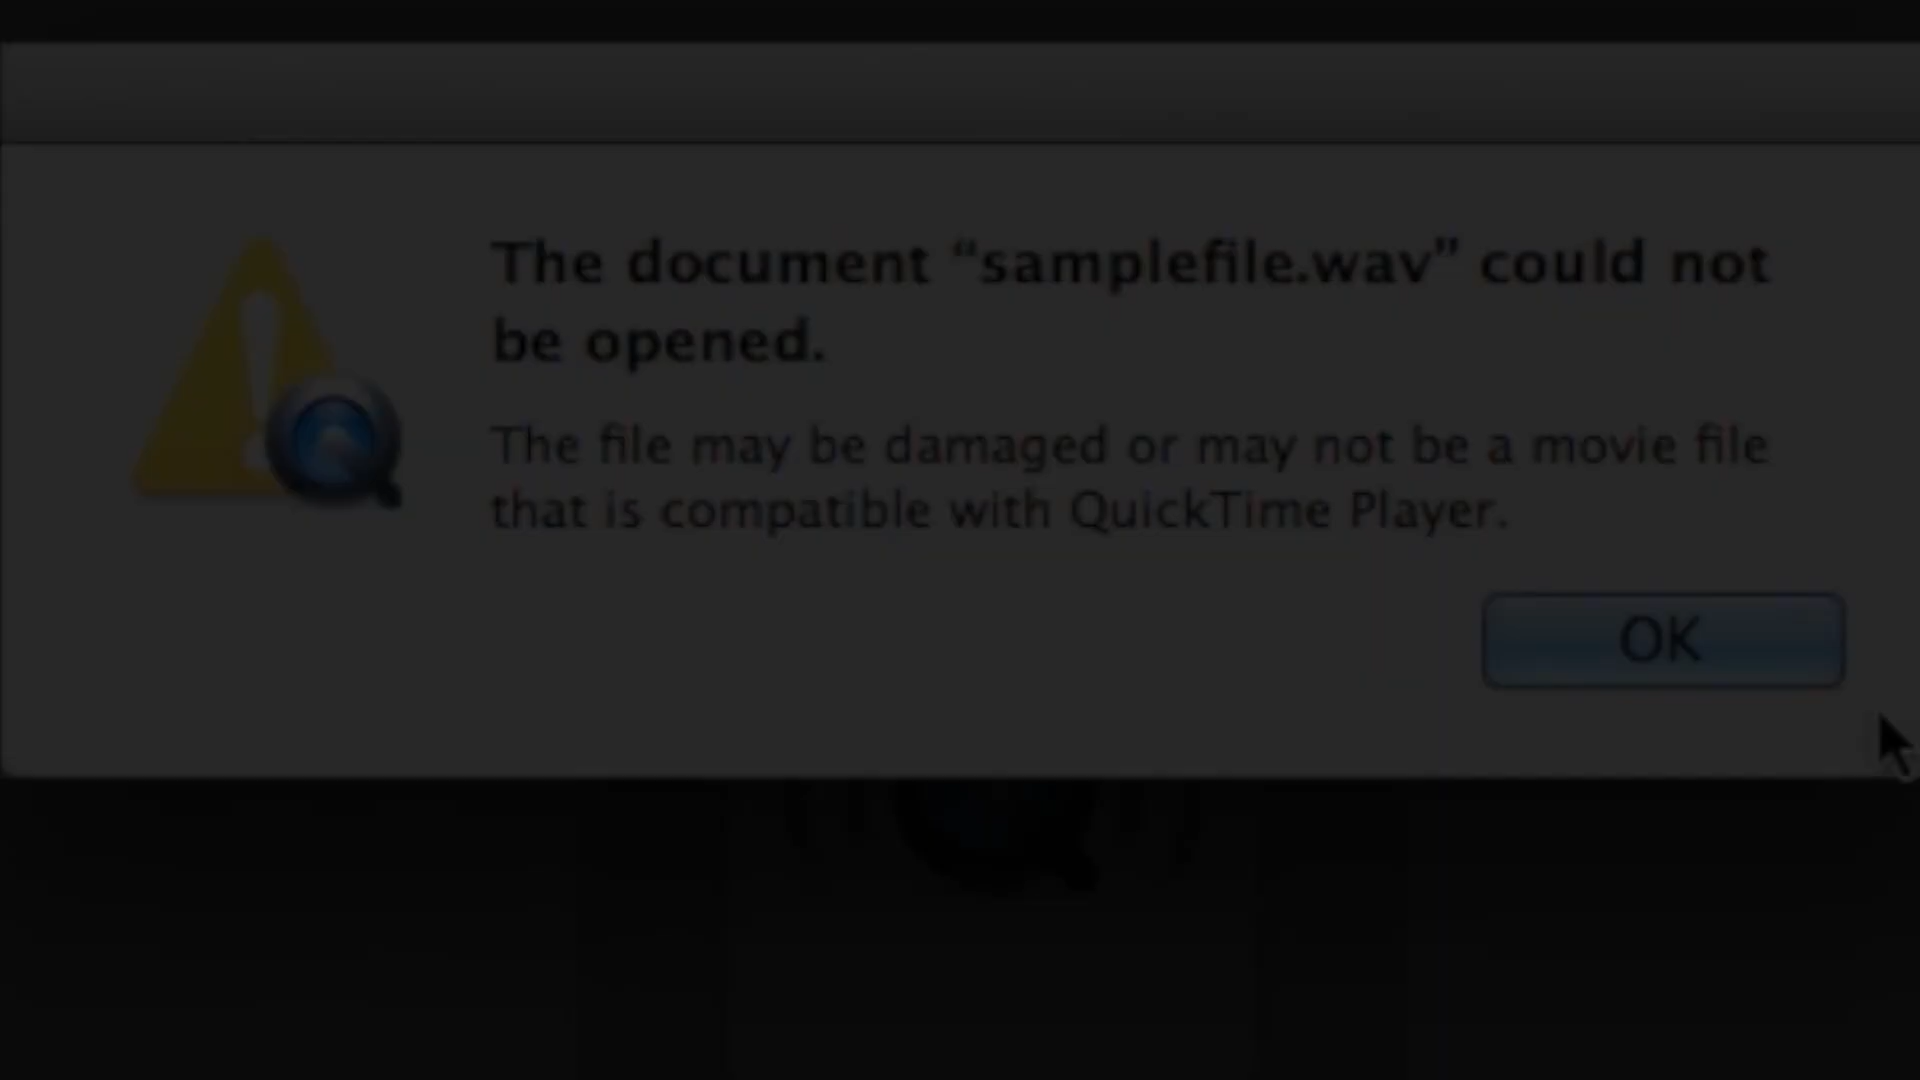 The document “samplefile.wav” could not
be opened.
The file may be damaged or may not be a movie file
that is compatible with QuickTime Player.
OK